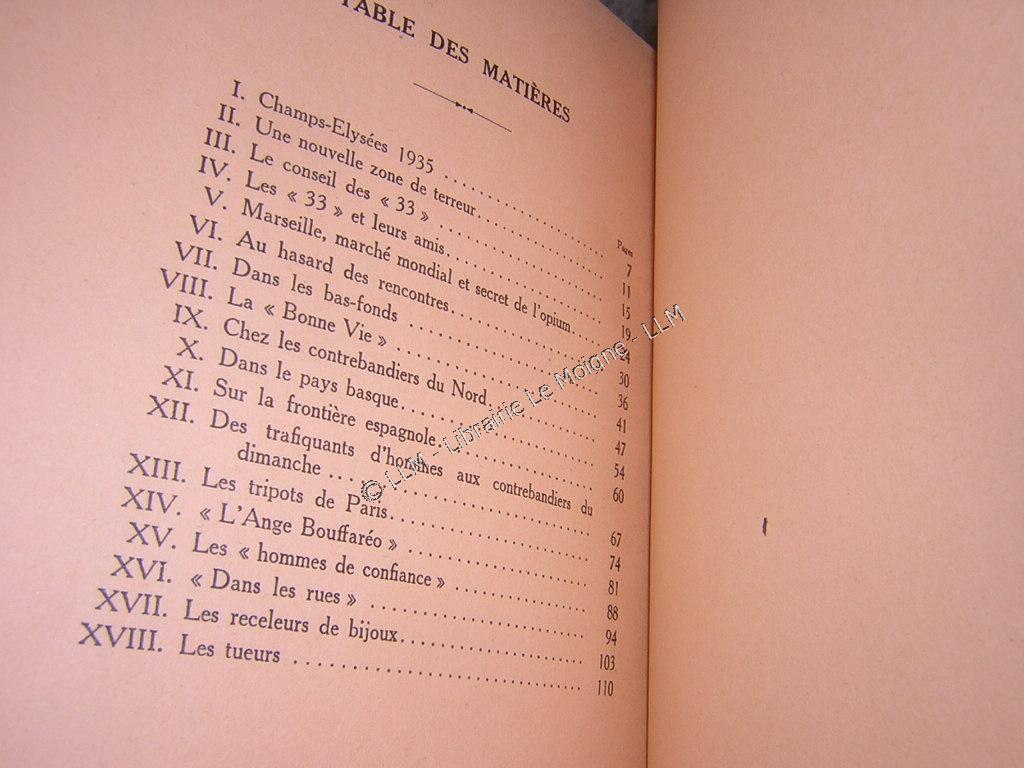 TABLE DES MATIÈRES
Pages
I. Champs-Elysées 1935 . . . . . . . . . . . . . . . . . . 7
II. Une nouvelle zone de terreur. . . . . . . . . . . . . . 11
III. Le conseil des « 33 » . . . . . . . . . . . . . . . . . 15
IV. Les « 33 » et leurs amis. . . . . . . . . . . . . . . . 19
V. Marseille, marché mondial et secret de l'opium. . . . 24
VI. Au hasard des rencontres. . . . . . . . . . . . . . . . 30
VII. Dans les bas-fonds . . . . . . . . . . . . . . . . . . 36
VIII. La « Bonne Vie » . . . . . . . . . . . . . . . . . . 41
IX. Chez les contrebandiers du Nord. . . . . . . . . . . . 47
X. Dans le pays basque. . . . . . . . . . . . . . . . . . . 54
XI. Sur la frontière espagnole. . . . . . . . . . . . . . . 60
XII. Des trafiquants d'hommes aux contrebandiers du
dimanche . . . . . . . . . . . . . . . . . . . . . . . . 67
XIII. Les tripots de Paris. . . . . . . . . . . . . . . . . 74
XIV. « L'Ange Bouffaréo » . . . . . . . . . . . . . . . . 81
XV. Les « hommes de confiance » . . . . . . . . . . . . . 88
XVI. « Dans les rues » . . . . . . . . . . . . . . . . . . 94
XVII. Les receleurs de bijoux. . . . . . . . . . . . . . . 103
XVIII. Les tueurs . . . . . . . . . . . . . . . . . . . . . 110
© LLM - Librairie Le Moigne - LLM